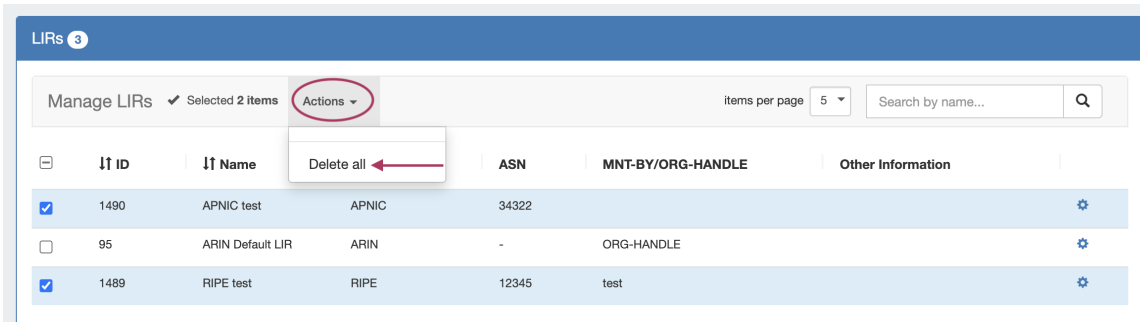 LIRs 3
Manage LIRs Selected 2 items Actions items per page 5 Search by name...
Delete all
ID Name ASN MNT-BY/ORG-HANDLE Other Information
1490 APNIC test APNIC 34322
95 ARIN Default LIR ARIN - ORG-HANDLE
1489 RIPE test RIPE 12345 test